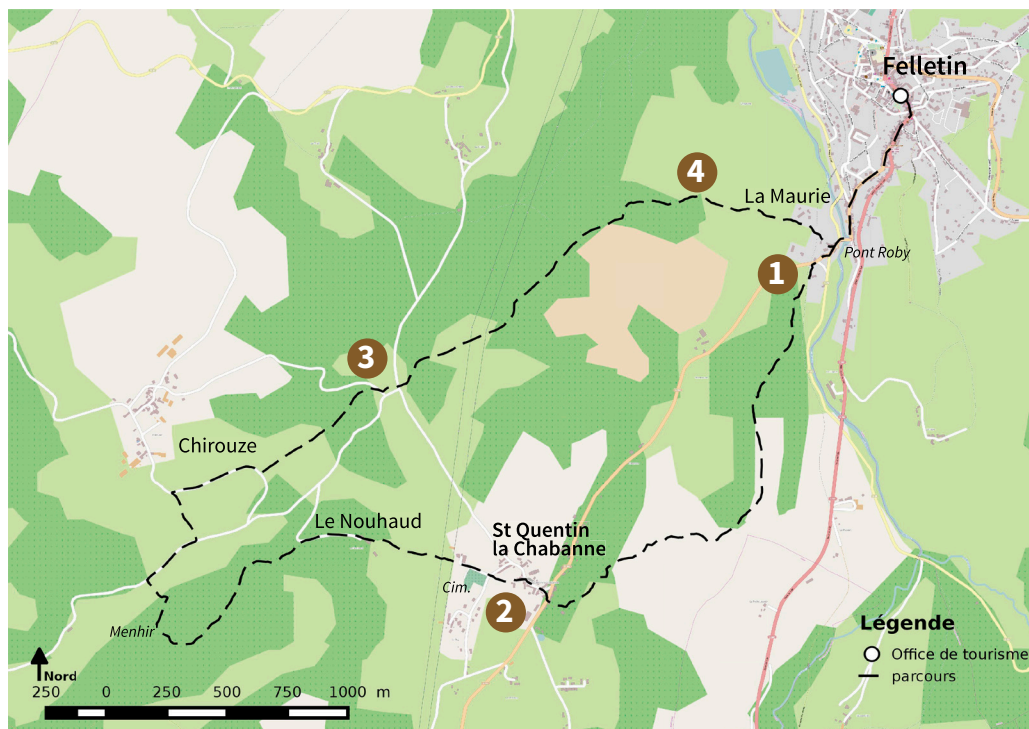 Felletin
4
La Maurie
Pont Roby
1
3
Chirouze
Le Nouhaud
St Quentin
la Chabanne
Cim.
2
Menhir
Légende
Office de tourisme
parcours
Nord
250 0 250 500 750 1000 m